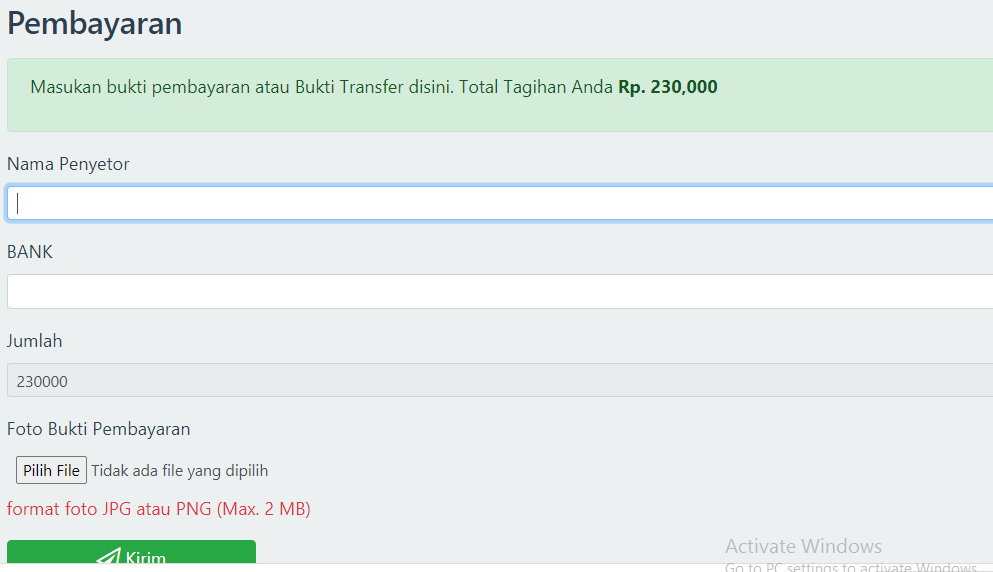 Pembayaran
Masukan bukti pembayaran atau Bukti Transfer disini. Total Tagihan Anda Rp. 230,000
Nama Penyetor
BANK
Jumlah
230000
Foto Bukti Pembayaran
Pilih File Tidak ada file yang dipilih
format foto JPG atau PNG (Max. 2 MB)
Kirim
Activate Windows
Go to PC settings to activate Windows.